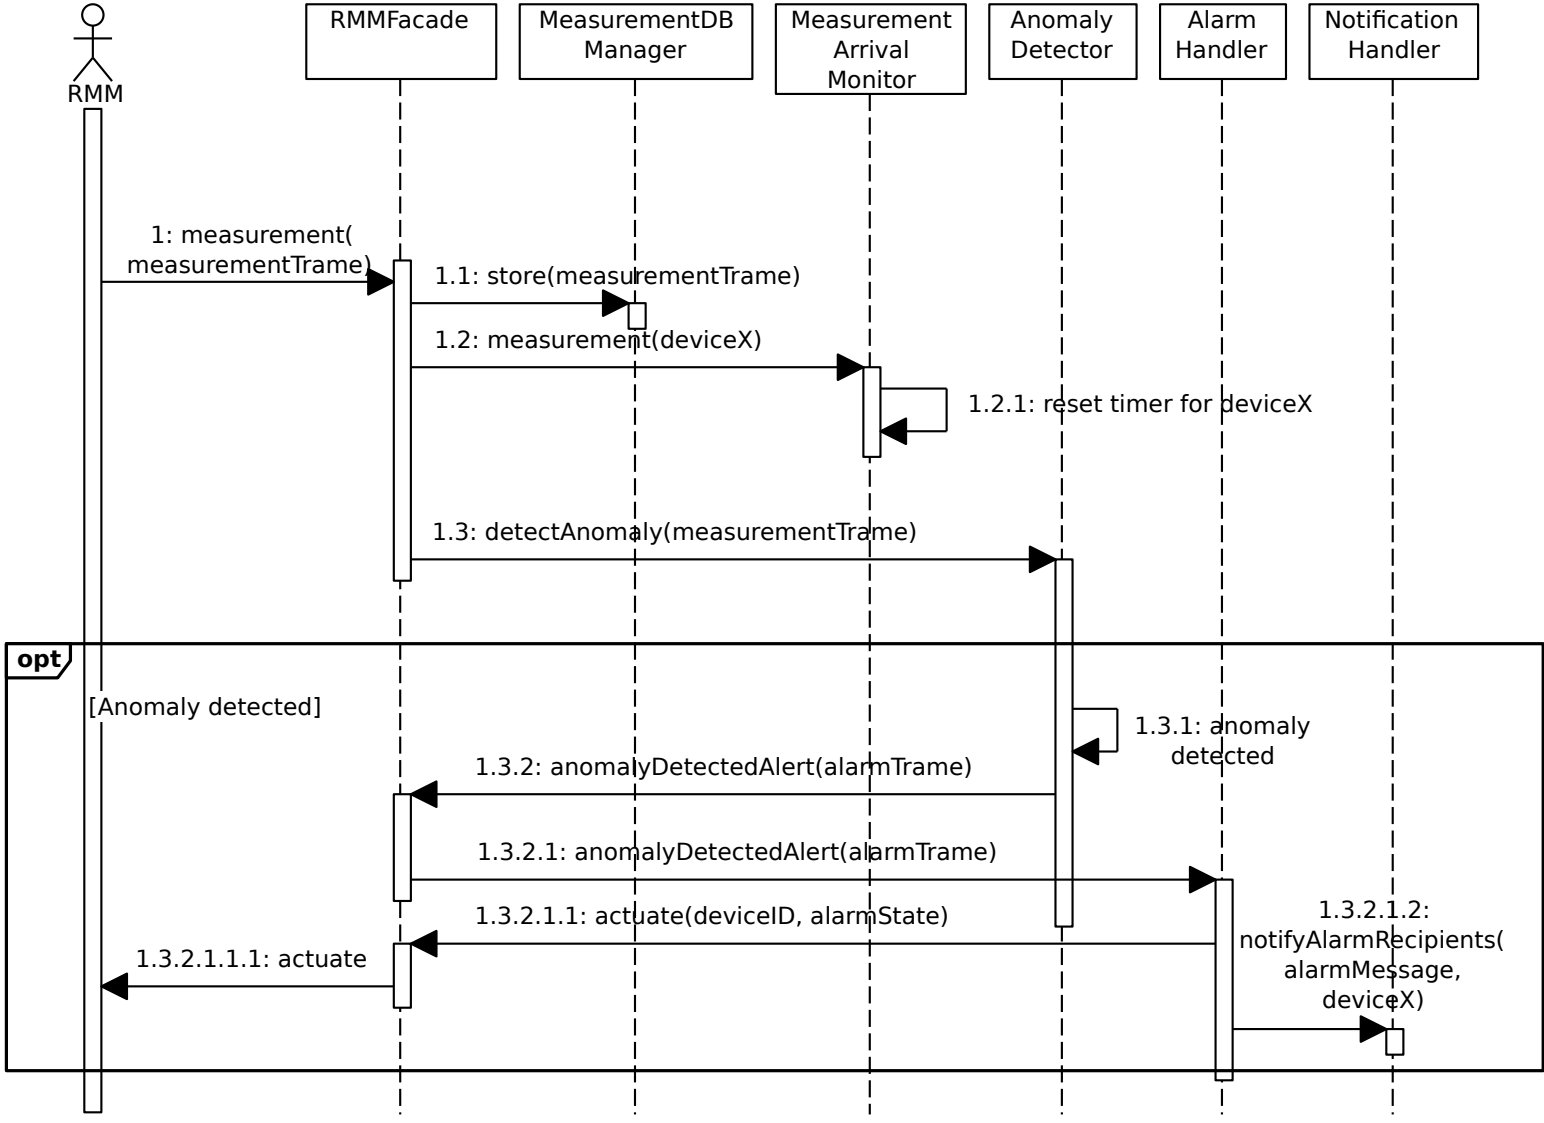 RMM
RMMFacade
MeasurementDB
Manager
Measurement
Arrival
Monitor
Anomaly
Detector
Alarm
Handler
Notification
Handler
1: measurement(
measurementTrame)
1.1: store(measurementTrame)
1.2: measurement(deviceX)
1.2.1: reset timer for deviceX
1.3: detectAnomaly(measurementTrame)
opt
[Anomaly detected]
1.3.1: anomaly
detected
1.3.2: anomalyDetectedAlert(alarmTrame)
1.3.2.1: anomalyDetectedAlert(alarmTrame)
1.3.2.1.1: actuate(deviceID, alarmState)
1.3.2.1.1.1: actuate
1.3.2.1.2:
notifyAlarmRecipients(
alarmMessage,
deviceX)